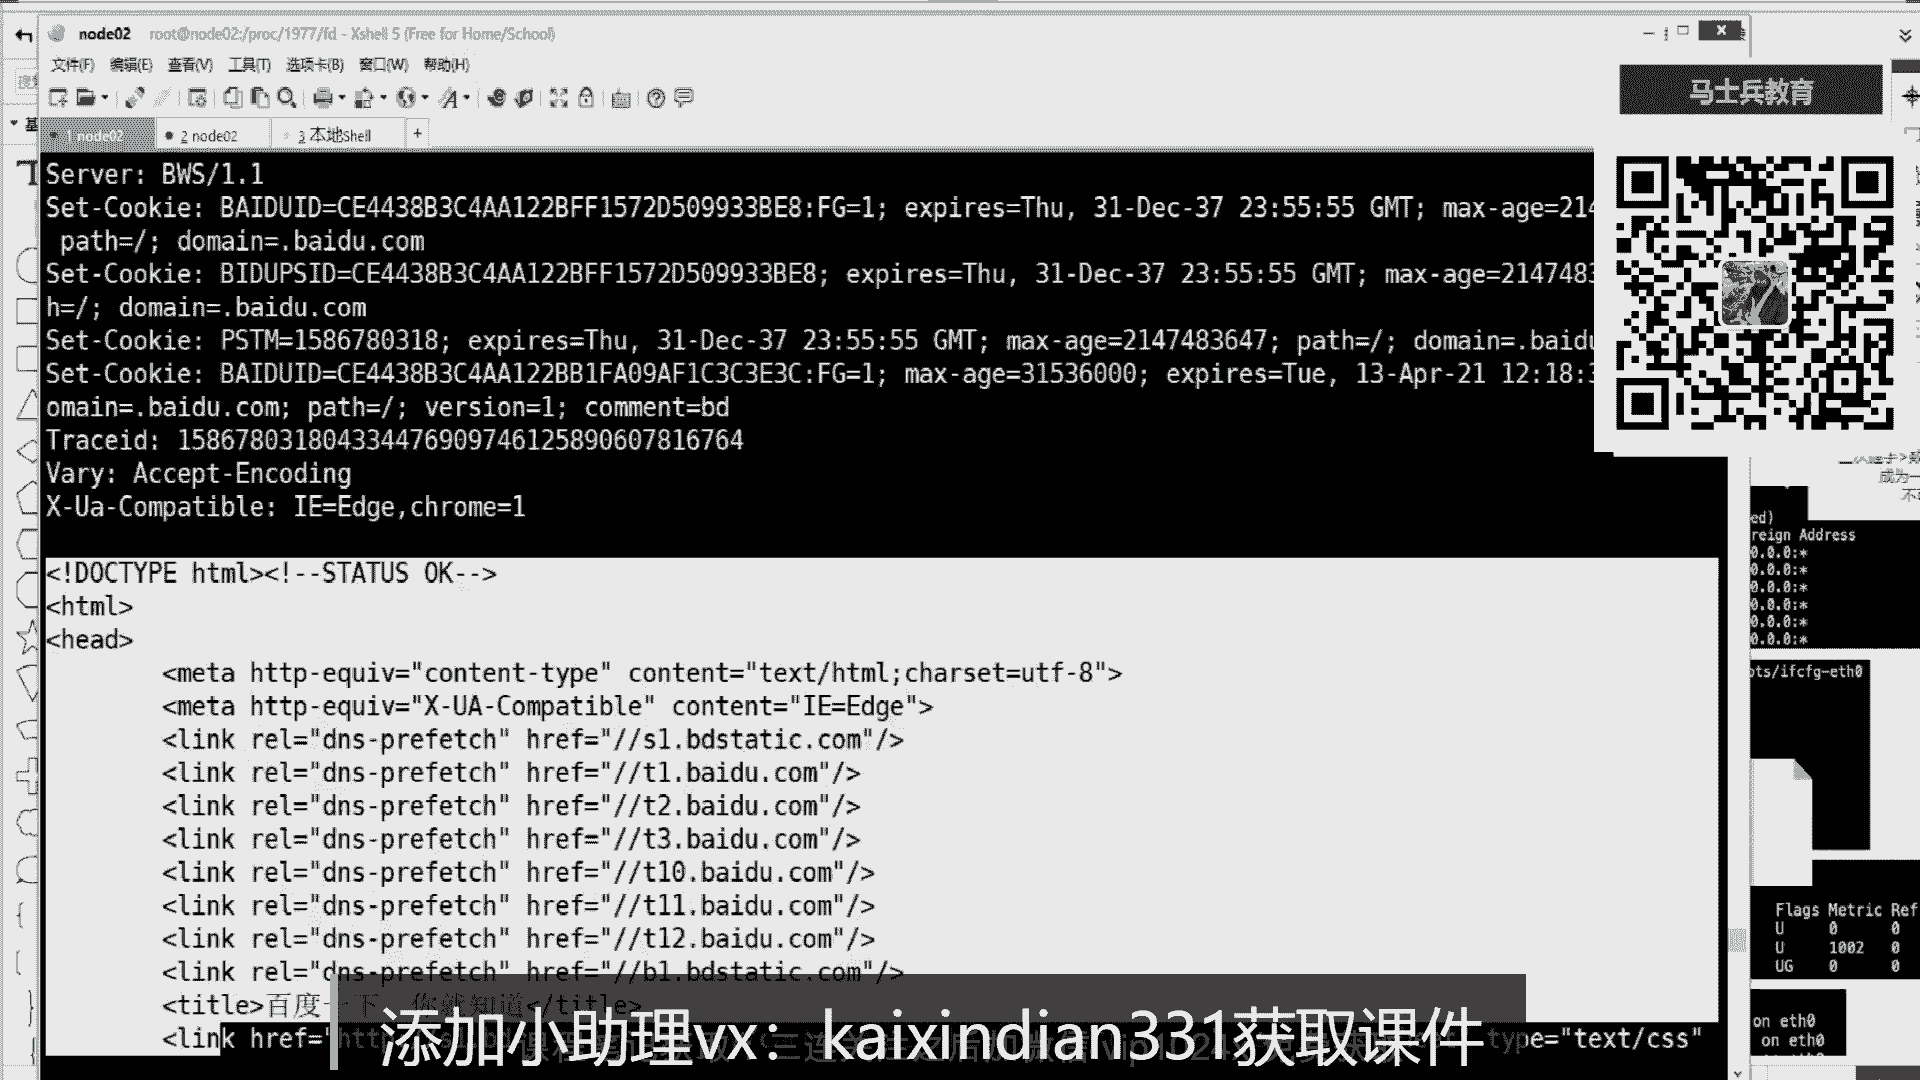 node02 root@node02:/proc/1977/fd - Xshell 5 (Free for Home/School)
文件(F) 编辑(E) 查看(V) 工具(T) 选项卡(B) 窗口(W) 帮助(H)
马士兵教育
1 node02
2 node02
3 本地Shell
+
基
Server: BWS/1.1
Set-Cookie: BAIDUID=CE4438B3C4AA122BFF1572D509933BE8:FG=1; expires=Thu, 31-Dec-37 23:55:55 GMT; max-age=214
path=/; domain=.baidu.com
Set-Cookie: BIDUPSID=CE4438B3C4AA122BFF1572D509933BE8; expires=Thu, 31-Dec-37 23:55:55 GMT; max-age=2147483
h=/; domain=.baidu.com
Set-Cookie: PSTM=1586780318; expires=Thu, 31-Dec-37 23:55:55 GMT; max-age=2147483647; path=/; domain=.baidu
Set-Cookie: BAIDUID=CE4438B3C4AA122BB1FA09AF1C3C3E3C:FG=1; max-age=31536000; expires=Tue, 13-Apr-21 12:18:3
omain=.baidu.com; path=/; version=1; comment=bd
Traceid: 158678031804334476909746125890607816764
Vary: Accept-Encoding
X-Ua-Compatible: IE=Edge,chrome=1
<!DOCTYPE html><!--STATUS OK-->
<html>
<head>
<meta http-equiv="content-type" content="text/html;charset=utf-8">
<meta http-equiv="X-UA-Compatible" content="IE=Edge">
<link rel="dns-prefetch" href="//s1.bdstatic.com"/>
<link rel="dns-prefetch" href="//t1.baidu.com"/>
<link rel="dns-prefetch" href="//t2.baidu.com"/>
<link rel="dns-prefetch" href="//t3.baidu.com"/>
<link rel="dns-prefetch" href="//t10.baidu.com"/>
<link rel="dns-prefetch" href="//t11.baidu.com"/>
<link rel="dns-prefetch" href="//t12.baidu.com"/>
<link rel="dns-prefetch" href="//b1.bdstatic.com"/>
<title>百度一下，你就知道</title>
<link href="htt type="text/css"
添加小助理vx：kaixindian331获取课件
成为一
ed)
reign Address
0.0.0:*
0.0.0:*
0.0.0:*
0.0.0:*
0.0.0:*
0.0.0:*
pts/ifcfg-eth0
Flags Metric Ref
U 0 0
U 1002 0
UG 0 0
on eth0
on eth0